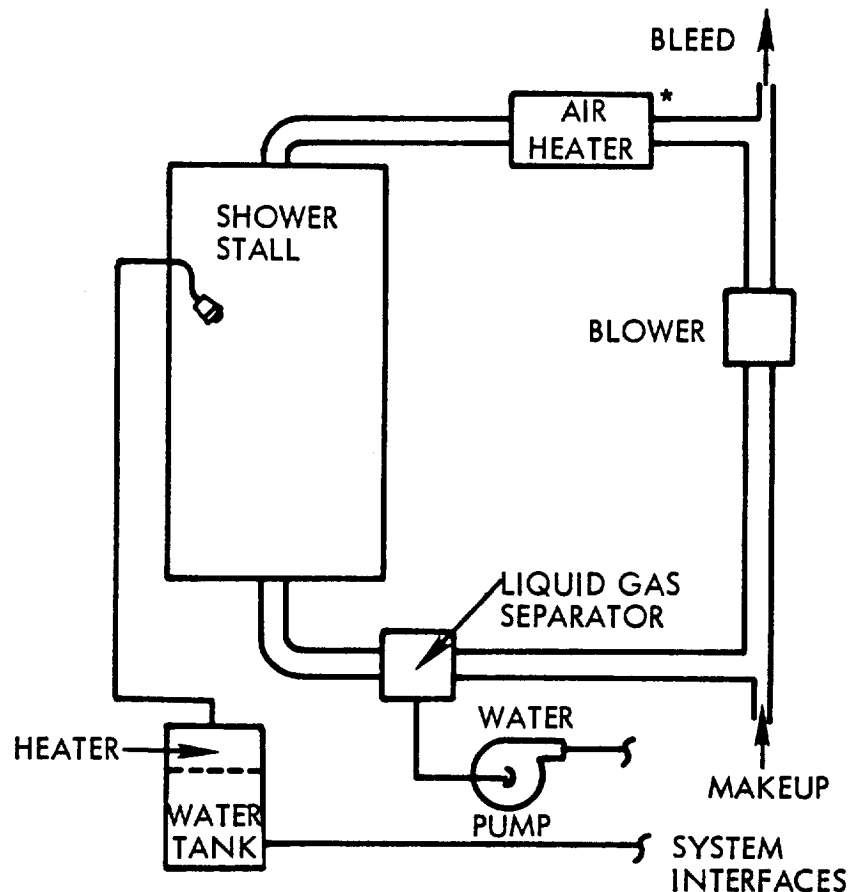 BLEED
*
AIR
HEATER
SHOWER
STALL
BLOWER
LIQUID GAS
SEPARATOR
WATER
PUMP
HEATER
WATER
TANK
MAKEUP
SYSTEM
INTERFACES